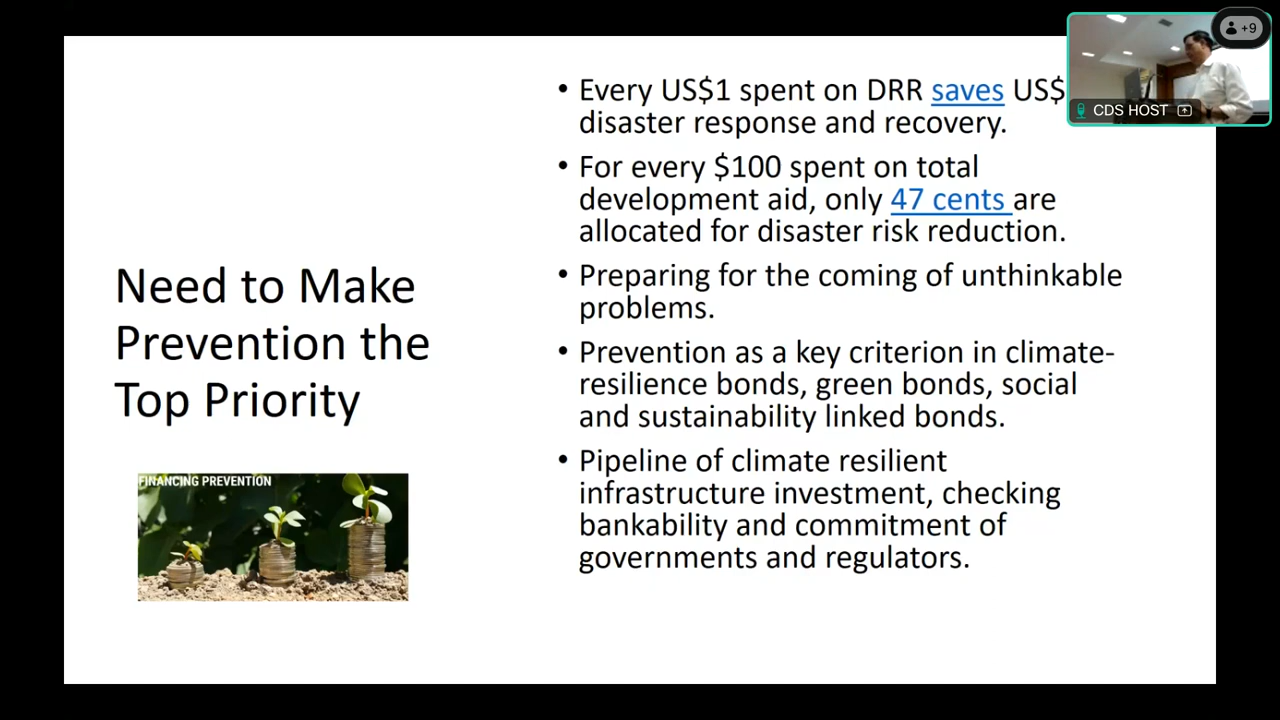 Need to Make
Prevention the
Top Priority
FINANCING PREVENTION
• Every US$1 spent on DRR saves US$
disaster response and recovery.
• For every $100 spent on total
development aid, only 47 cents are
allocated for disaster risk reduction.
• Preparing for the coming of unthinkable
problems.
• Prevention as a key criterion in climate-
resilience bonds, green bonds, social
and sustainability linked bonds.
• Pipeline of climate resilient
infrastructure investment, checking
bankability and commitment of
governments and regulators.
+9
CDS HOST